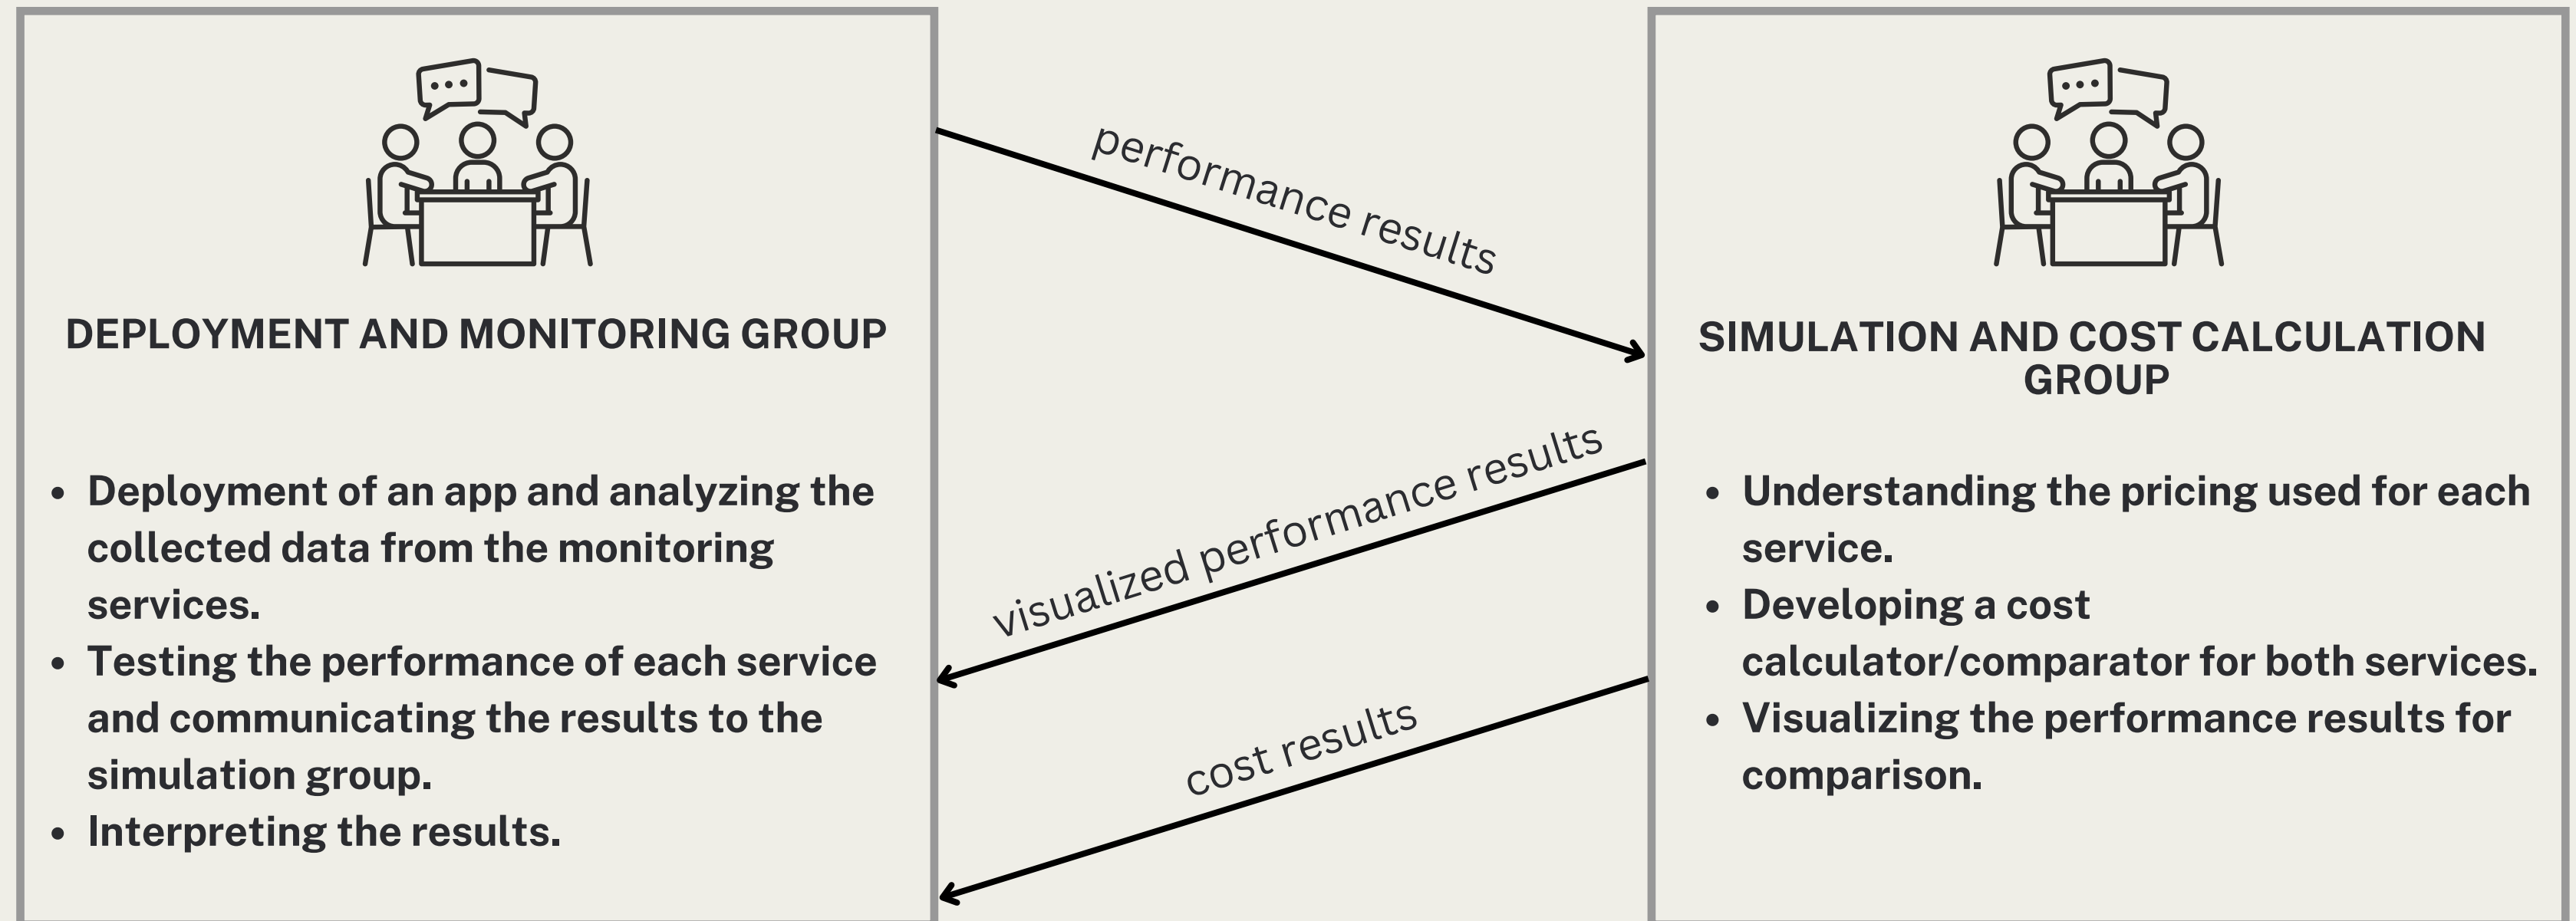 DEPLOYMENT AND MONITORING GROUP
• Deployment of an app and analyzing the
collected data from the monitoring
services.
• Testing the performance of each service
and communicating the results to the
simulation group.
• Interpreting the results.
performance results
visualized performance results
cost results
SIMULATION AND COST CALCULATION
GROUP
• Understanding the pricing used for each
service.
• Developing a cost
calculator/comparator for both services.
• Visualizing the performance results for
comparison.